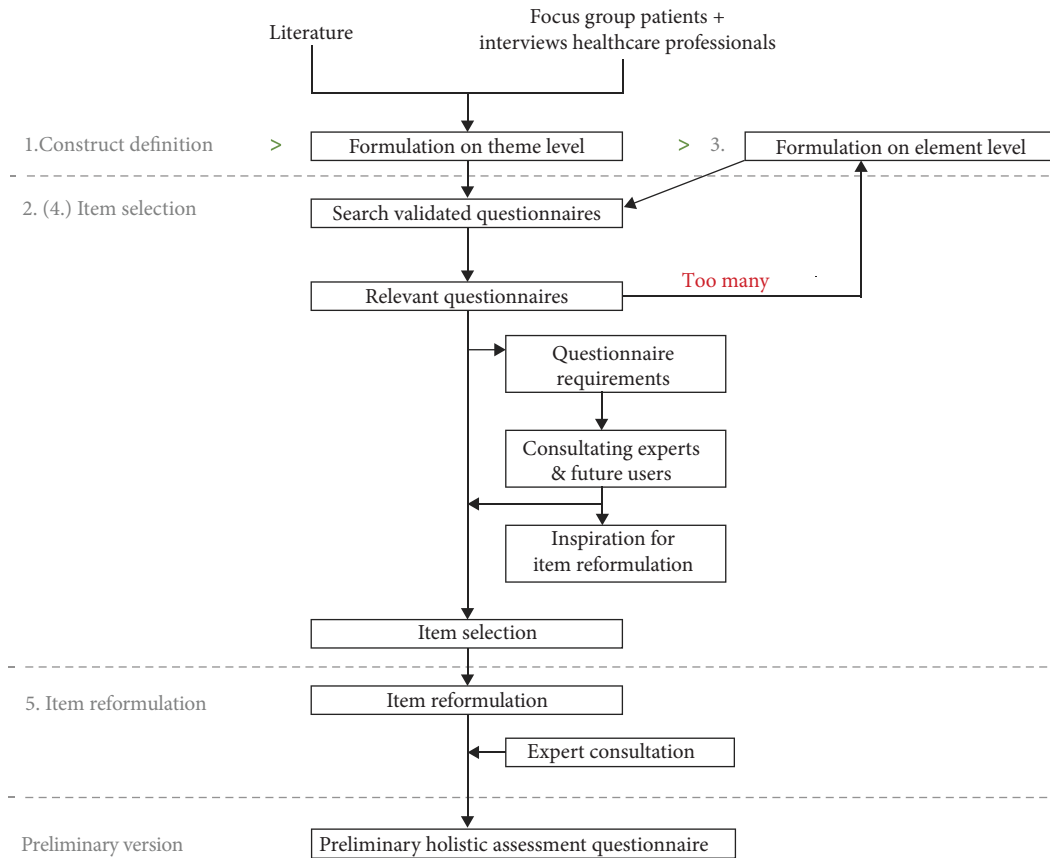 Literature
Focus group patients +
interviews healthcare professionals
1.Construct definition
>
Formulation on theme level
>
3.
Formulation on element level
2. (4.) Item selection
Search validated questionnaires
Relevant questionnaires
Too many
Questionnaire
requirements
Consultating experts
& future users
Inspiration for
item reformulation
Item selection
5. Item reformulation
Item reformulation
Expert consultation
Preliminary version
Preliminary holistic assessment questionnaire